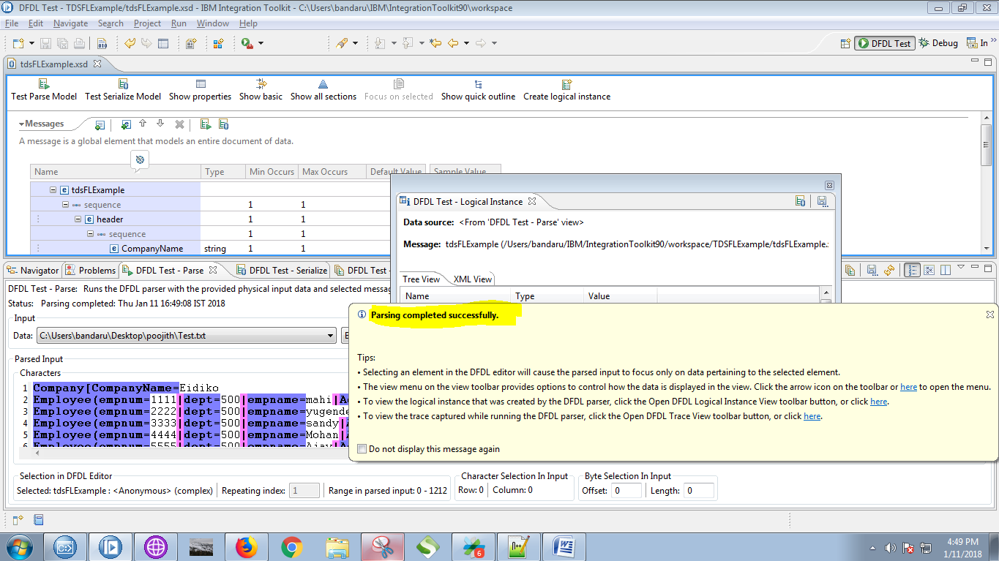 DFDL Test - TDSFLExample/tdsFLExample.xsd - IBM Integration Toolkit - C:\Users\bandaru\IBM\IntegrationToolkit90\workspace
File Edit Navigate Search Project Run Window Help
DFDL Test Debug In
tdsFLExample.xsd
Test Parse Model Test Serialize Model Show properties Show basic Show all sections Focus on selected Show quick outline Create logical instance
Messages
A message is a global element that models an entire document of data.
Name Type Min Occurs Max Occurs Default Value Sample Value
tdsFLExample
sequence 1 1
header 1 1
sequence 1 1
CompanyName string 1 1
DFDL Test - Logical Instance
Data source: <From 'DFDL Test - Parse' view>
Message: tdsFLExample (/Users/bandaru/IBM/IntegrationToolkit90/workspace/TDSFLExample/tdsFLExample.
Tree View XML View
Name Type Value
Navigator Problems DFDL Test - Parse DFDL Test - Serialize DFDL Test -
DFDL Test - Parse: Runs the DFDL parser with the provided physical input data and selected messag
Status: Parsing completed: Thu Jan 11 16:49:08 IST 2018
Input
Data: C:\Users\bandaru\Desktop\poojith\Test.txt
Parsed Input
Characters
1 Company[CompanyName=Eidiko
2 Employee(empnum=1111|dept=500|empname=mahi|A
3 Employee(empnum=2222|dept=500|empname=yugende
4 Employee(empnum=3333|dept=500|empname=sandy|A
5 Employee(empnum=4444|dept=500|empname=Mohan|A
6 Employee(empnum=5555|dept=500|empname=Ajay|A
Parsing completed successfully.
Tips:
• Selecting an element in the DFDL editor will cause the parsed input to focus only on data pertaining to the selected element.
• The view menu on the view toolbar provides options to control how the data is displayed in the view. Click the arrow icon on the toolbar or here to open the menu.
• To view the logical instance that was created by the DFDL parser, click the Open DFDL Logical Instance View toolbar button, or click here.
• To view the trace captured while running the DFDL parser, click the Open DFDL Trace View toolbar button, or click here.
Do not display this message again
Selection in DFDL Editor
Selected: tdsFLExample : <Anonymous> (complex) Repeating index: 1 Range in parsed input: 0 - 1212
Character Selection In Input
Row: 0 Column: 0
Byte Selection In Input
Offset: 0 Length: 0
4:49 PM
1/11/2018